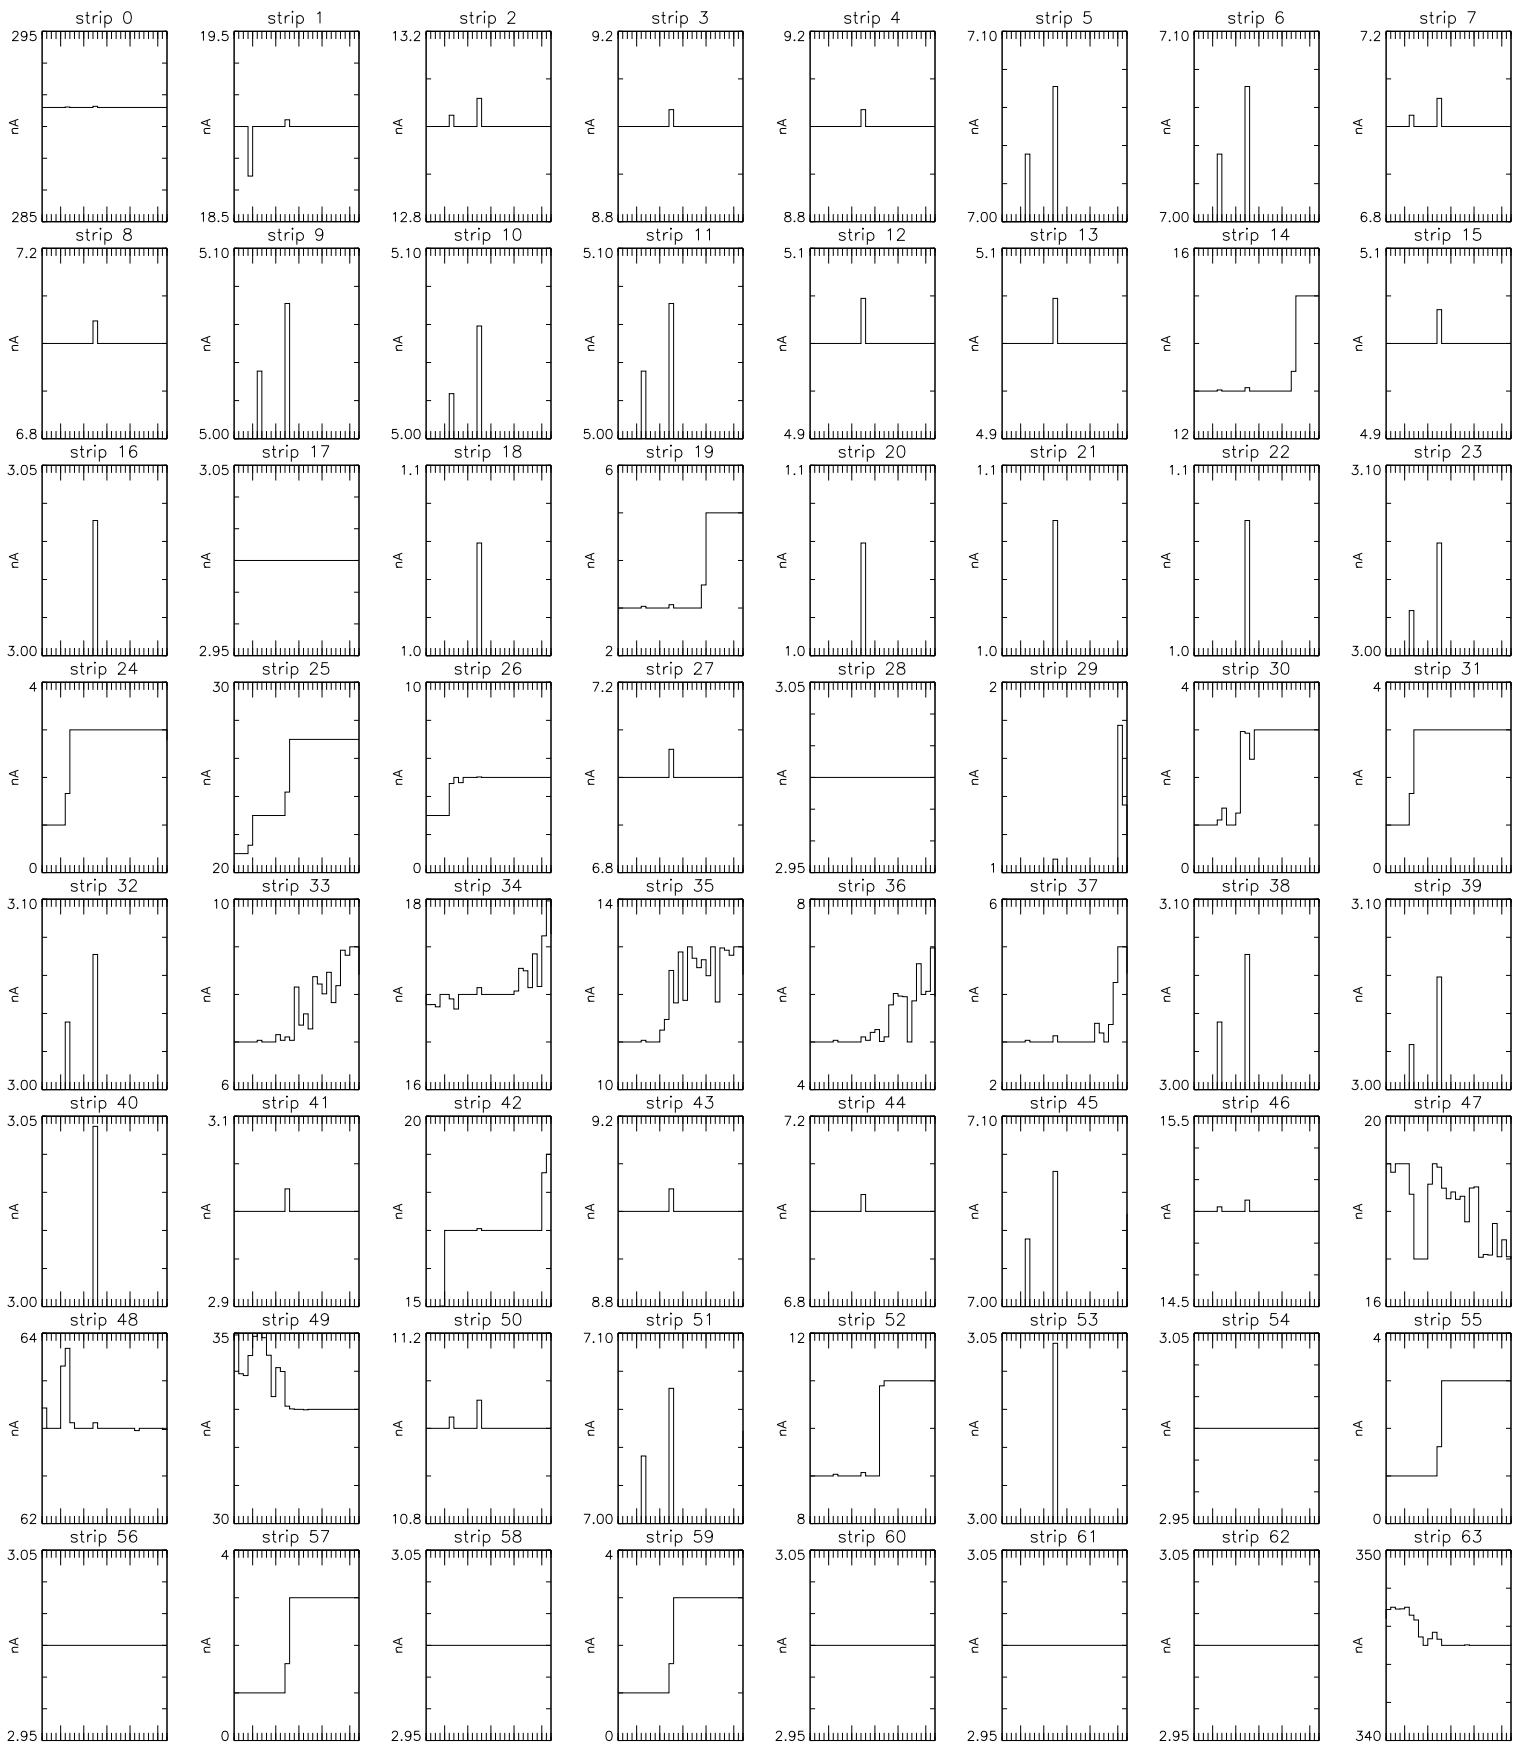 strip 0 strip 1 strip 2 strip 3 strip 4 strip 5 strip 6 strip 7
295 19.5 13.2 9.2 9.2 7.10 7.10 7.2
nA nA nA nA nA nA nA nA
285 18.5 12.8 8.8 8.8 7.00 7.00 6.8
strip 8 strip 9 strip 10 strip 11 strip 12 strip 13 strip 14 strip 15
7.2 5.10 5.10 5.10 5.1 5.1 16 5.1
nA nA nA nA nA nA nA nA
6.8 5.00 5.00 5.00 4.9 4.9 12 4.9
strip 16 strip 17 strip 18 strip 19 strip 20 strip 21 strip 22 strip 23
3.05 3.05 1.1 6 1.1 1.1 1.1 3.10
nA nA nA nA nA nA nA nA
3.00 2.95 1.0 2 1.0 1.0 1.0 3.00
strip 24 strip 25 strip 26 strip 27 strip 28 strip 29 strip 30 strip 31
4 30 10 7.2 3.05 2 4 4
nA nA nA nA nA nA nA nA
0 20 0 6.8 2.95 1 0 0
strip 32 strip 33 strip 34 strip 35 strip 36 strip 37 strip 38 strip 39
3.10 10 18 14 8 6 3.10 3.10
nA nA nA nA nA nA nA nA
3.00 6 16 10 4 2 3.00 3.00
strip 40 strip 41 strip 42 strip 43 strip 44 strip 45 strip 46 strip 47
3.05 3.1 20 9.2 7.2 7.10 15.5 20
nA nA nA nA nA nA nA nA
3.00 2.9 15 8.8 6.8 7.00 14.5 16
strip 48 strip 49 strip 50 strip 51 strip 52 strip 53 strip 54 strip 55
64 35 11.2 7.10 12 3.05 3.05 4
nA nA nA nA nA nA nA nA
62 30 10.8 7.00 8 3.00 2.95 0
strip 56 strip 57 strip 58 strip 59 strip 60 strip 61 strip 62 strip 63
3.05 4 3.05 4 3.05 3.05 3.05 350
nA nA nA nA nA nA nA nA
2.95 0 2.95 0 2.95 2.95 2.95 340